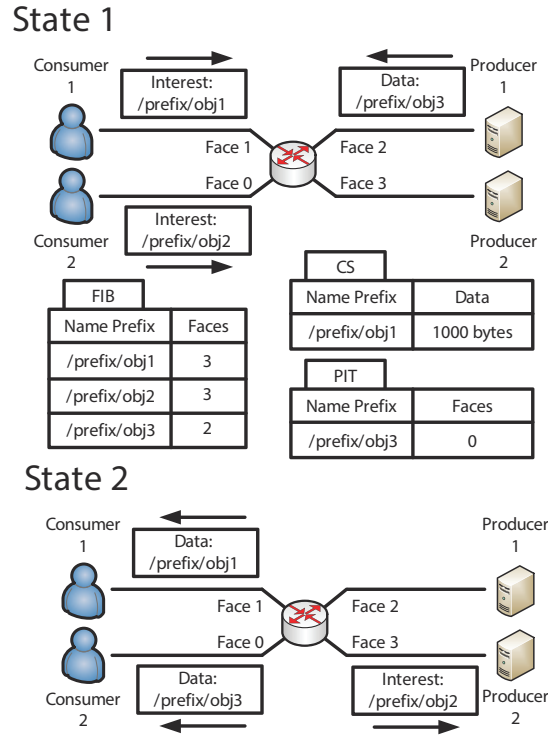 State 1
Consumer
1
Interest:
/prefix/obj1
Data:
/prefix/obj3
Producer
1
Face 1
Face 2
Face 0
Face 3
Consumer
2
Interest:
/prefix/obj2
Producer
2
FIB
Name Prefix Faces
/prefix/obj1 3
/prefix/obj2 3
/prefix/obj3 2
CS
Name Prefix Data
/prefix/obj1 1000 bytes
PIT
Name Prefix Faces
/prefix/obj3 0
State 2
Consumer
1
Data:
/prefix/obj1
Producer
1
Face 1
Face 2
Face 0
Face 3
Consumer
2
Data:
/prefix/obj3
Interest:
/prefix/obj2
Producer
2